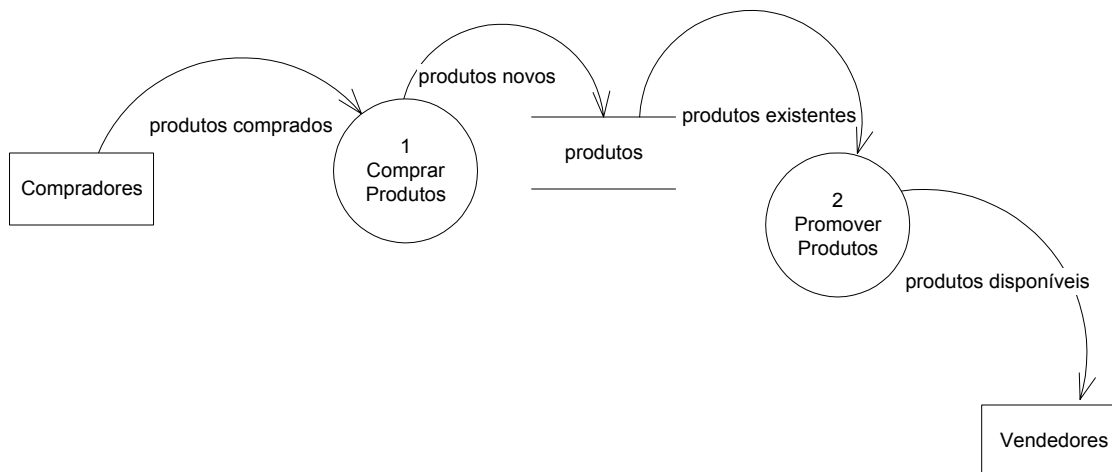 produtos novos
produtos comprados
produtos existentes
1
Comprar
Produtos
produtos
Compradores
2
Promover
Produtos
produtos disponíveis
Vendedores